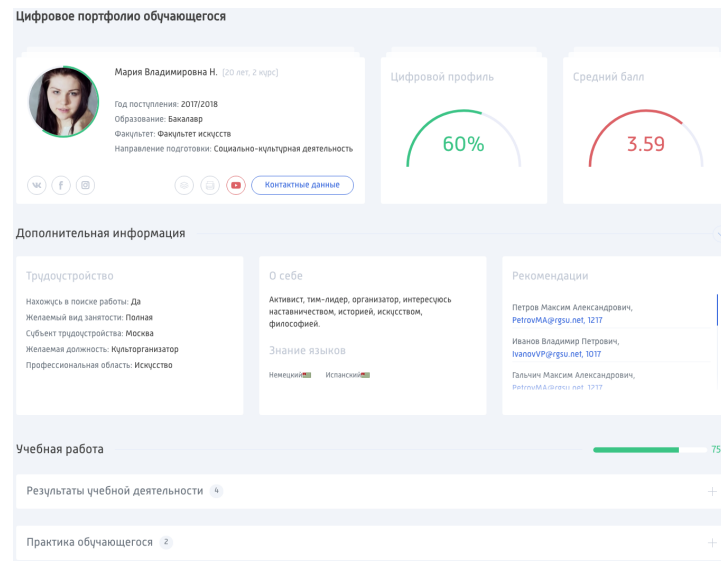 Цифровое портфолио обучающегося
Мария Владимировна Н. (20 лет, 2 курс)
Год поступления: 2017/2018
Образование: Бакалавр
Факультет: Факультет искусств
Направление подготовки: Социально-культурная деятельность
Контактные данные
Цифровой профиль
60%
Средний балл
3.59
Дополнительная информация
Трудоустройство
Нахожусь в поиске работы: Да
Желаемый вид занятости: Полная
Субъект трудоустройства: Москва
Желаемая должность: Культорганизатор
Профессиональная область: Искусство
О себе
Активист, тим-лидер, организатор, интересуюсь
наставничеством, историей, искусством,
философией.
Знание языков
Немецкий Испанский
Рекомендации
Петров Максим Александрович,
PetrovMA@rgsu.net, 1217
Иванов Владимир Петрович,
IvanovVP@rgsu.net, 1017
Гальчич Максим Александрович,
PetrovMA@rgsu.net, 1217
Учебная работа
75
Результаты учебной деятельности 4
Практика обучающегося 2